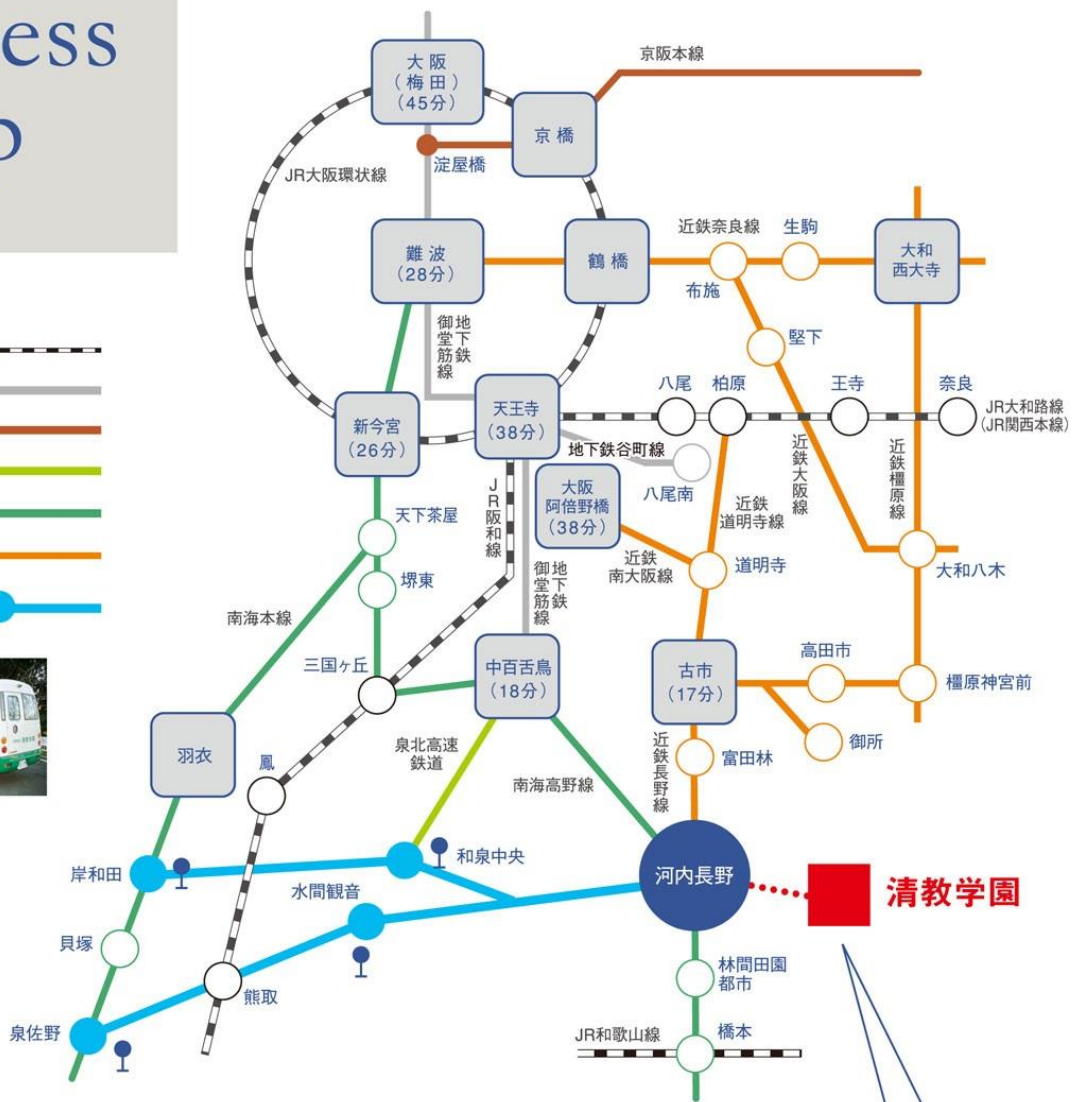 ess
p
大阪
(梅田)
(45分)
京橋
京阪本線
淀屋橋
JR大阪環状線
難波
(28分)
鶴橋
近鉄奈良線
生駒
布施
大和
西大寺
地下鉄
御堂筋線
堅下
新今宮
(26分)
天王寺
(38分)
八尾
柏原
王寺
奈良
JR大和路線
(JR関西本線)
地下鉄谷町線
八尾南
近鉄大阪線
近鉄橿原線
JR阪和線
大阪
阿倍野橋
(38分)
近鉄
道明寺線
天下茶屋
近鉄
南大阪線
道明寺
大和八木
堺東
地下鉄
御堂筋線
南海本線
三国ヶ丘
中百舌鳥
(18分)
古市
(17分)
高田市
橿原神宮前
御所
羽衣
鳳
泉北高速
鉄道
南海高野線
近鉄長野線
富田林
岸和田
和泉中央
水間観音
河内長野
清教学園
貝塚
熊取
林間田園
都市
泉佐野
JR和歌山線
橋本